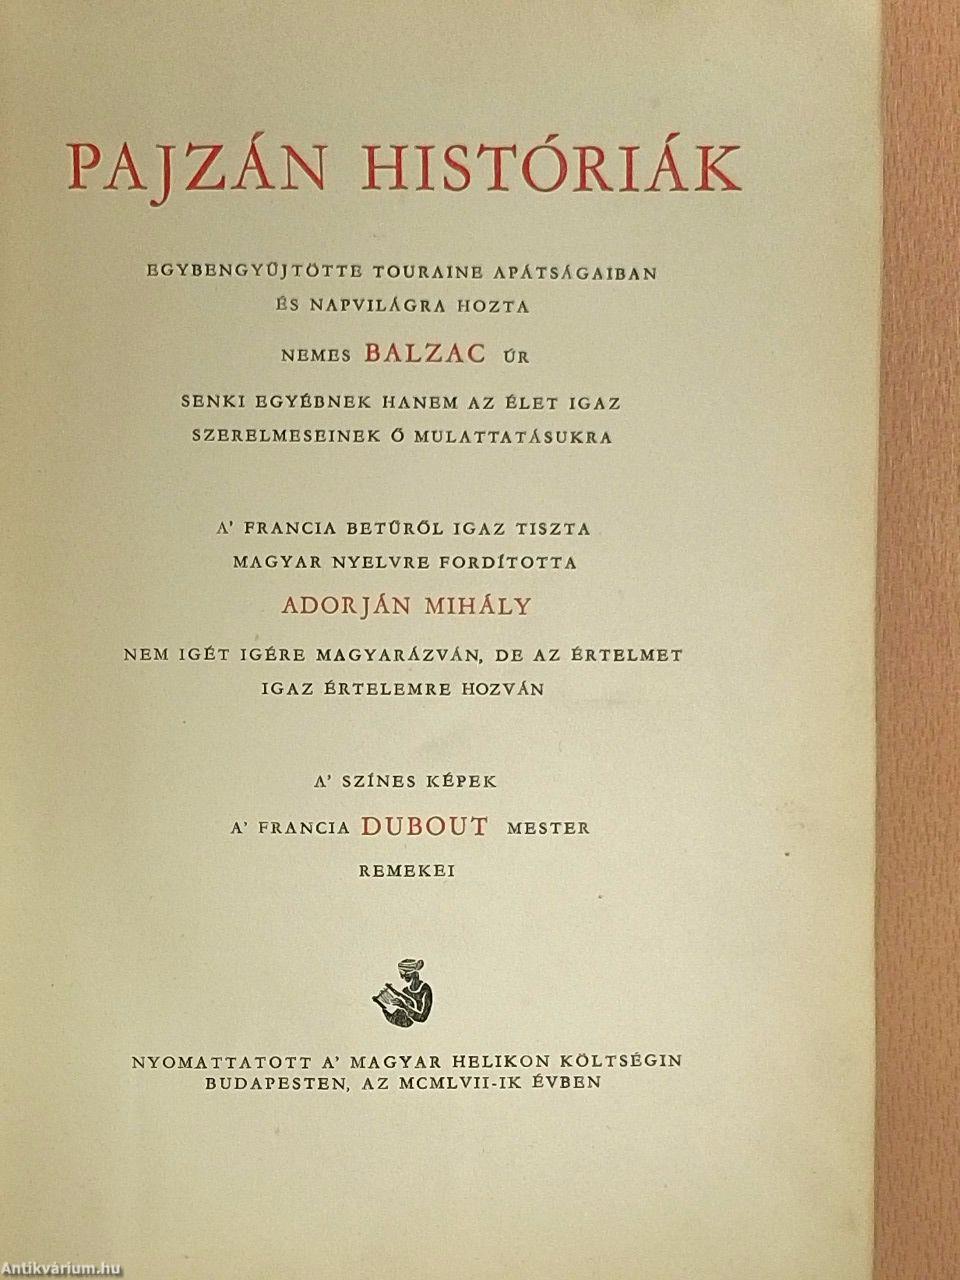 PAJZÁN HISTÓRIÁK
EGYBENGYŰJTÖTTE TOURAINE APÁTSÁGAIBAN
ÉS NAPVILÁGRA HOZTA
NEMES BALZAC ÚR
SENKI EGYÉBNEK HANEM AZ ÉLET IGAZ
SZERELMESEINEK Ő MULATTATÁSUKRA
A' FRANCIA BETŰRŐL IGAZ TISZTA
MAGYAR NYELVRE FORDÍTOTTA
ADORJÁN MIHÁLY
NEM IGÉT IGÉRE MAGYARÁZVÁN, DE AZ ÉRTELMET
IGAZ ÉRTELEMRE HOZVÁN
A' SZÍNES KÉPEK
A' FRANCIA DUBOUT MESTER
REMEKEI
NYOMATTATOTT A' MAGYAR HELIKON KÖLTSÉGIN
BUDAPESTEN, AZ MCMLVII-IK ÉVBEN
Antikvárium.hu